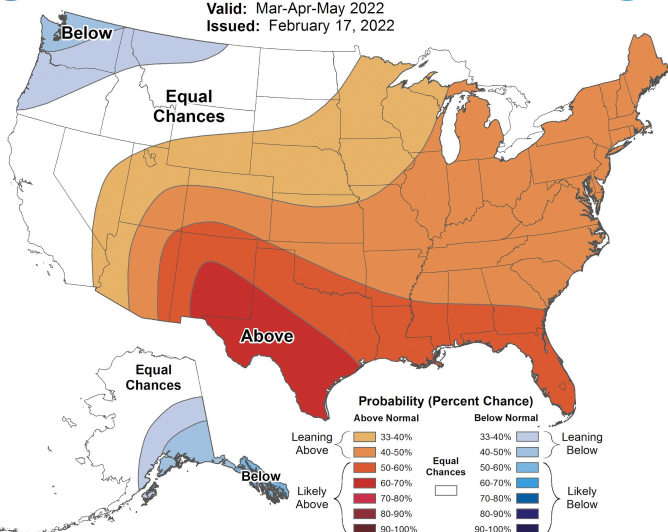 Valid: Mar-Apr-May 2022
Issued: February 17, 2022
Below
Equal
Chances
Above
Equal
Chances
Below
Probability (Percent Chance)
Above Normal Below Normal
Leaning
Above
33-40%
40-50%
Likely
Above
50-60%
60-70%
70-80%
80-90%
90-100%
Equal
Chances
33-40%
40-50%
Leaning
Below
50-60%
60-70%
70-80%
80-90%
90-100%
Likely
Below